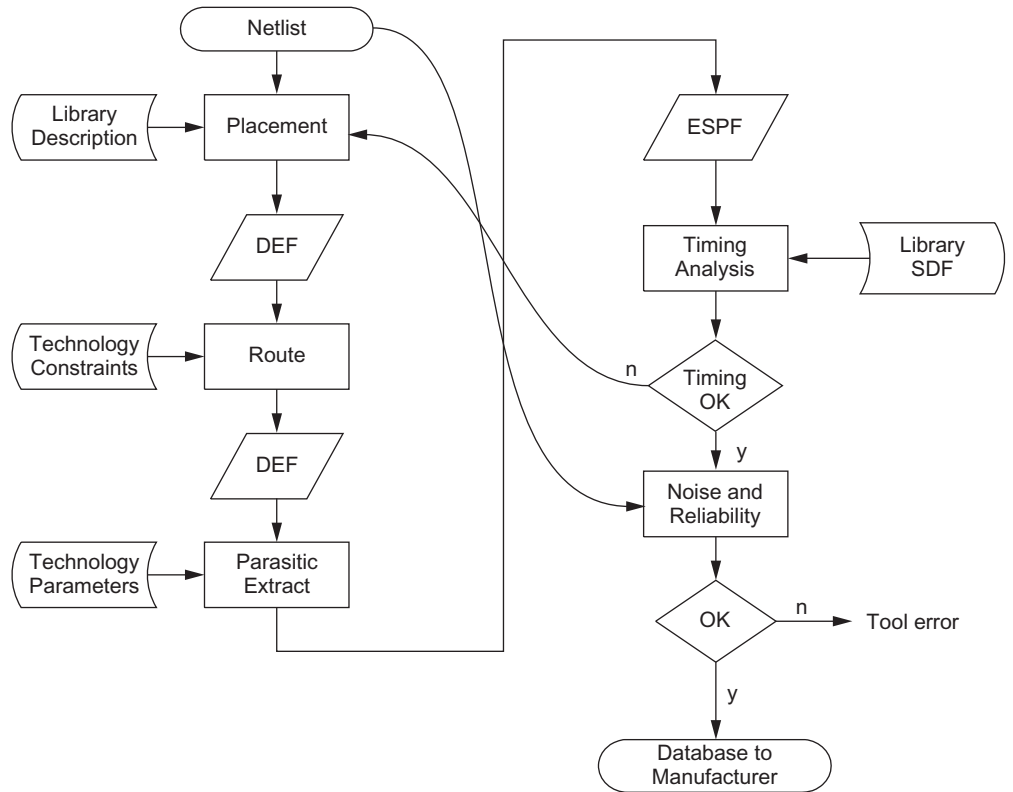 Netlist
Library
Description
Placement
DEF
Technology
Constraints
Route
DEF
Technology
Parameters
Parasitic
Extract
ESPF
Timing
Analysis
Library
SDF
n
Timing
OK
y
Noise and
Reliability
OK
n
Tool error
y
Database to
Manufacturer